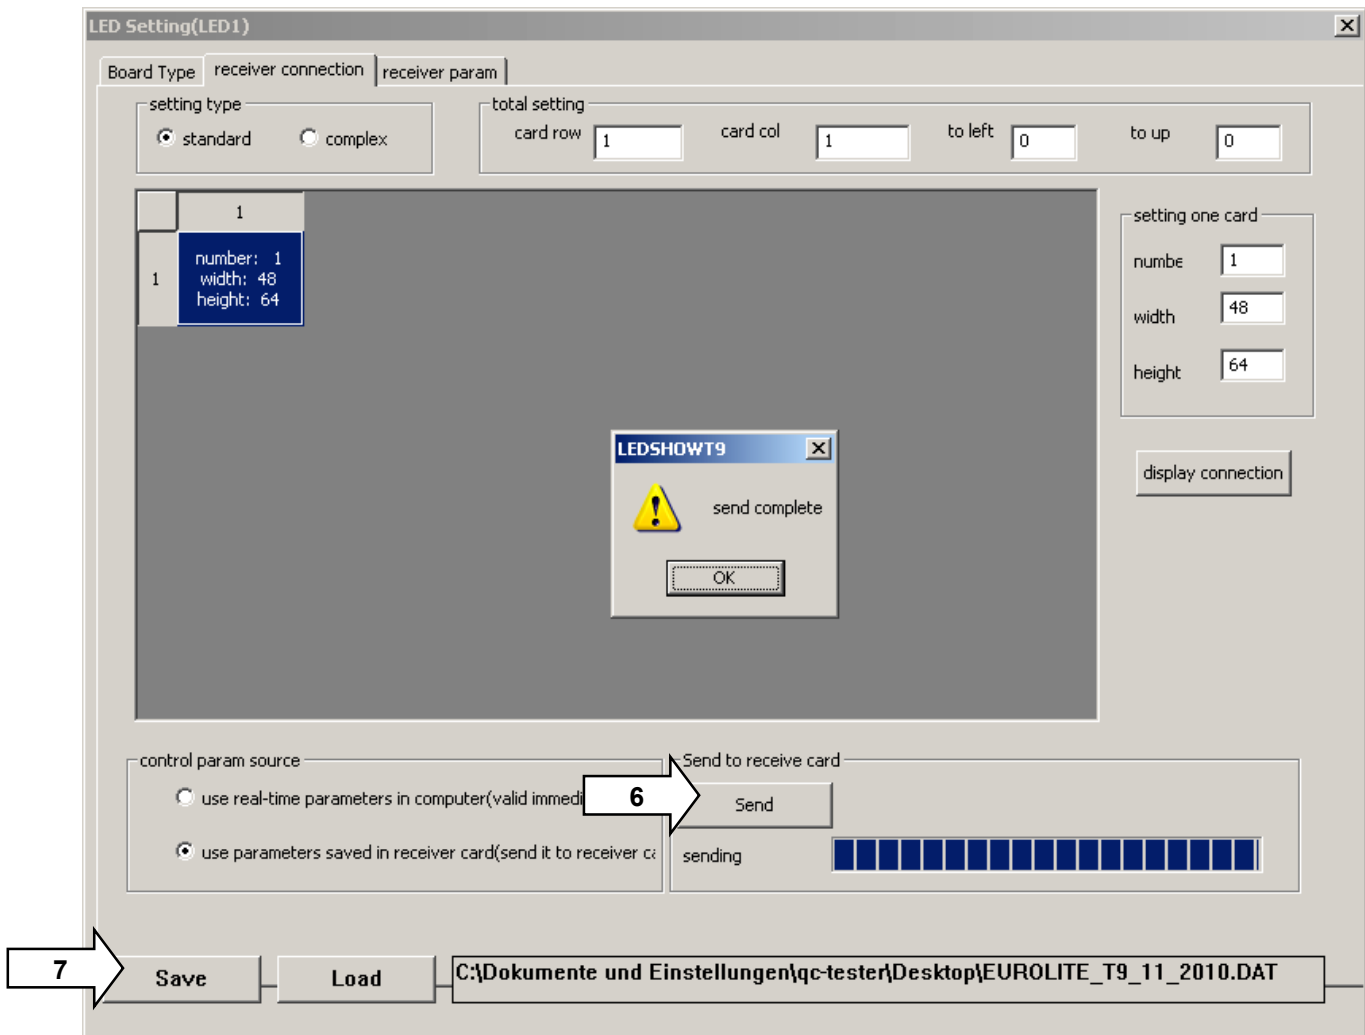 LED Setting(LED1)
Board Type receiver connection receiver param
setting type
standard complex
total setting
card row 1 card col 1 to left 0 to up 0
1
1
number: 1
width: 48
height: 64
setting one card
numbe 1
width 48
height 64
display connection
LEDSHOWT9
send complete
OK
control param source
use real-time parameters in computer(valid immedi
use parameters saved in receiver card(send it to receiver ca
Send to receive card
6
Send
sending
7
Save Load C:\Dokumente und Einstellungen\qc-tester\Desktop\EUROLITE_T9_11_2010.DAT